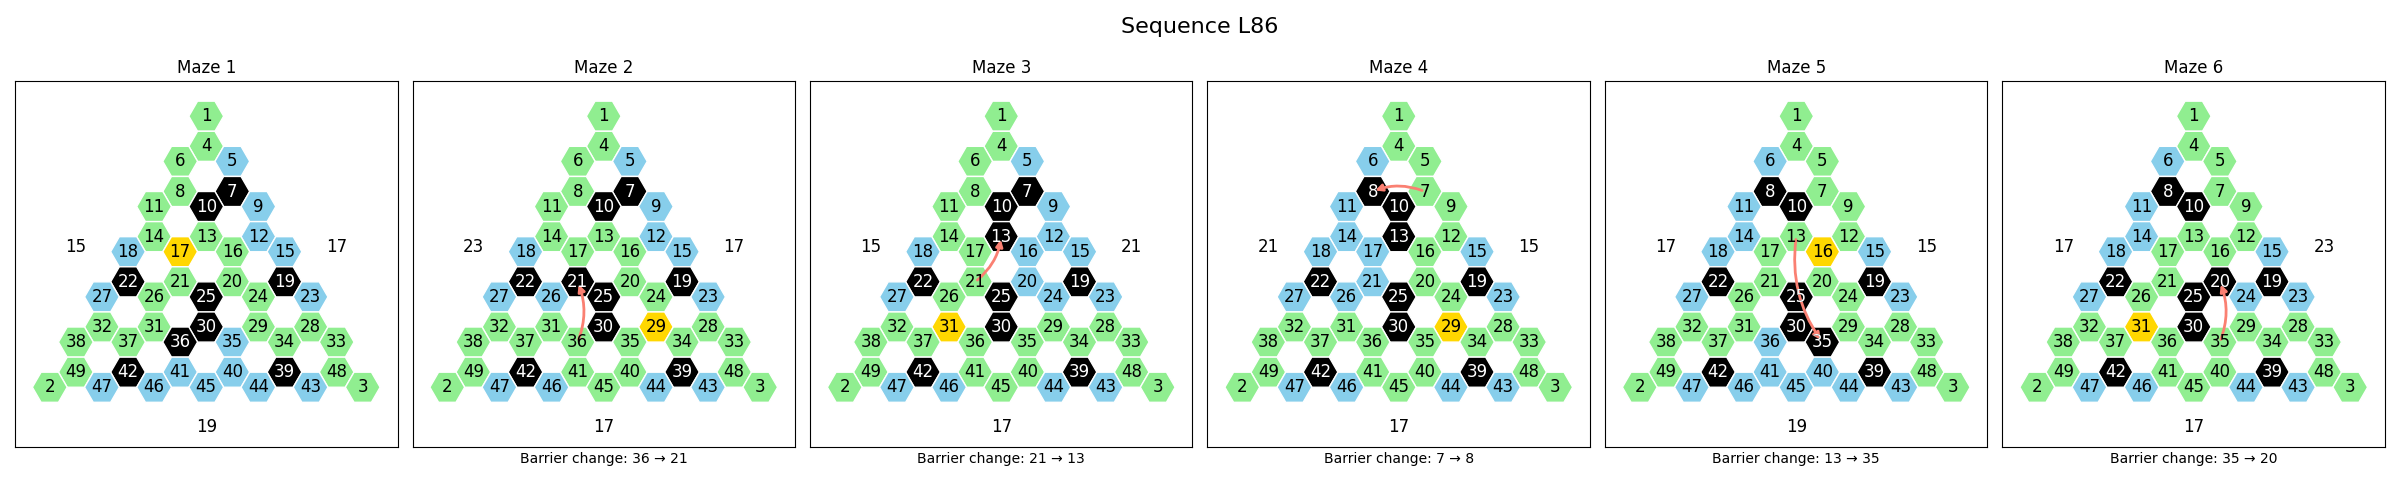 Sequence L86
Maze 1 Maze 2 Maze 3 Maze 4 Maze 5 Maze 6
1 1 1 1 1 1
4 4 4 4 4 4
6 5 6 5 6 5 6 5 6 5 6 5
8 7 8 7 8 7 8 7 8 7 8 7
11 10 9 11 10 9 11 10 9 11 10 9 11 10 9 11 10 9
14 13 12 14 13 12 14 13 12 14 13 12 14 13 12 14 13 12
15 18 17 16 15 17 23 18 17 16 15 17 15 18 17 16 15 21 21 18 17 16 15 15 17 18 17 16 15 15 17 18 17 16 15 23
22 21 20 19 22 21 20 19 22 21 20 19 22 21 20 19 22 21 20 19 22 21 20 19
27 26 25 24 23 27 26 25 24 23 27 26 25 24 23 27 26 25 24 23 27 26 25 24 23 27 26 25 24 23
32 31 30 29 28 32 31 30 29 28 32 31 30 29 28 32 31 30 29 28 32 31 30 29 28 32 31 30 29 28
38 37 36 35 34 33 38 37 36 35 34 33 38 37 36 35 34 33 38 37 36 35 34 33 38 37 36 35 34 33 38 37 36 35 34 33
49 42 41 40 39 48 49 42 41 40 39 48 49 42 41 40 39 48 49 42 41 40 39 48 49 42 41 40 39 48 49 42 41 40 39 48
2 47 46 45 44 43 3 2 47 46 45 44 43 3 2 47 46 45 44 43 3 2 47 46 45 44 43 3 2 47 46 45 44 43 3 2 47 46 45 44 43 3
19 17 17 17 19 17
Barrier change: 36 → 21 Barrier change: 21 → 13 Barrier change: 7 → 8 Barrier change: 13 → 35 Barrier change: 35 → 20